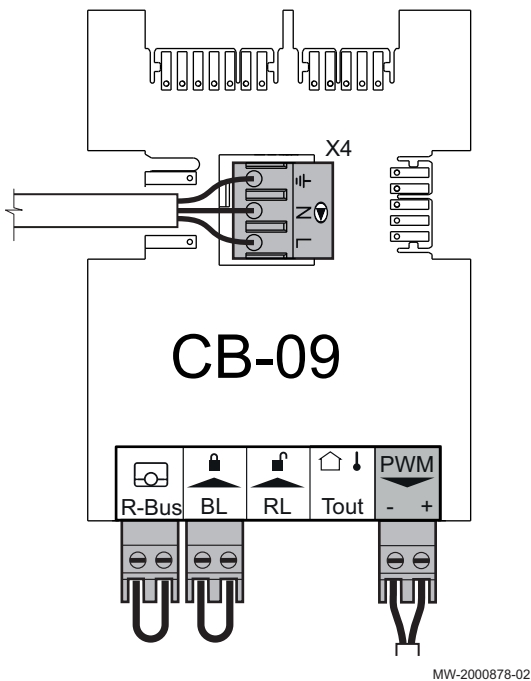 X4
N
L
CB-09
PWM
R-Bus BL RL Tout - +
MW-2000878-02